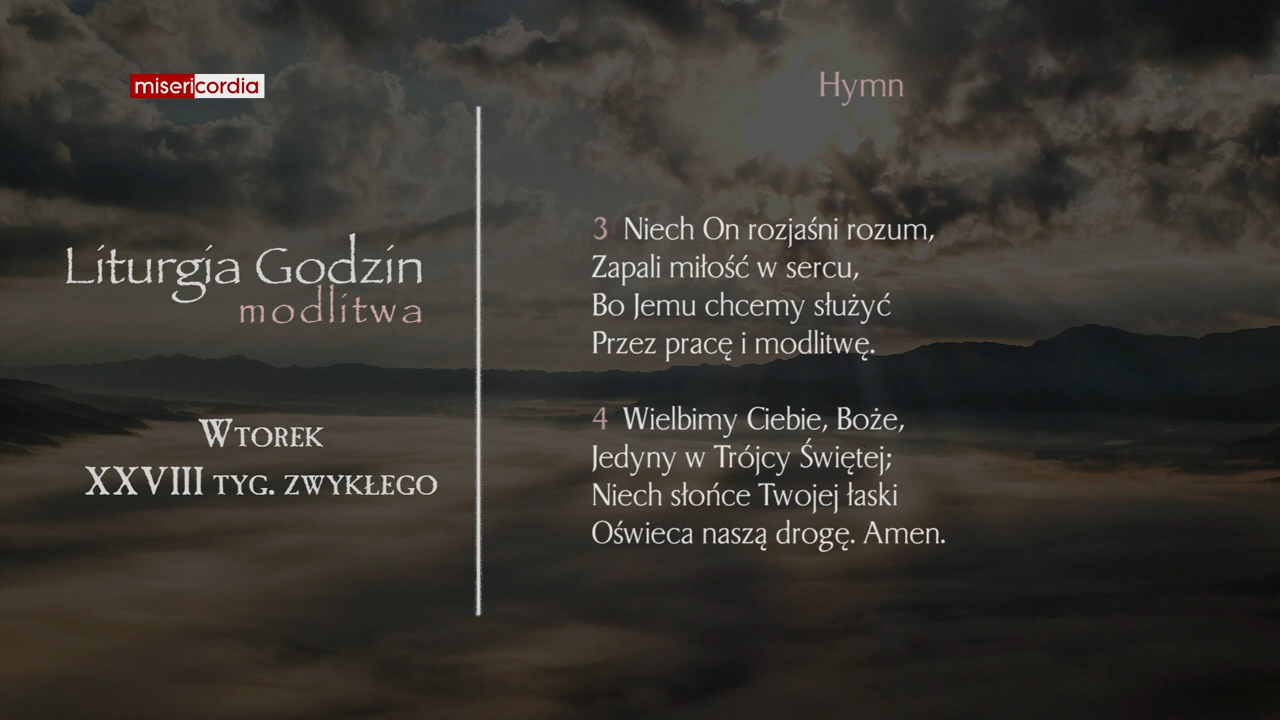 misericordia
Liturgia Godzin
modlitwa
Wtorek
XXVIII tyg. zwykłego
Hymn
3 Niech On rozjaśni rozum,
Zapali miłość w sercu,
Bo Jemu chcemy służyć
Przez pracę i modlitwę.
4 Wielbimy Ciebie, Boże,
Jedyny w Trójcy Świętej;
Niech słońce Twojej łaski
Oświeca naszą drogę. Amen.